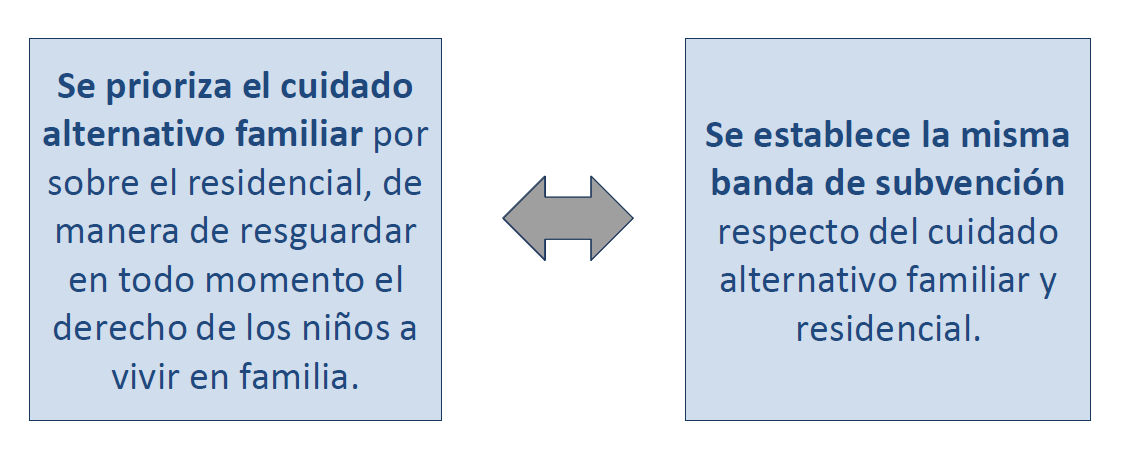 Se prioriza el cuidado
alternativo familiar por
sobre el residencial, de
manera de resguardar
en todo momento el
derecho de los niños a
vivir en familia.
Se establece la misma
banda de subvención
respecto del cuidado
alternativo familiar y
residencial.